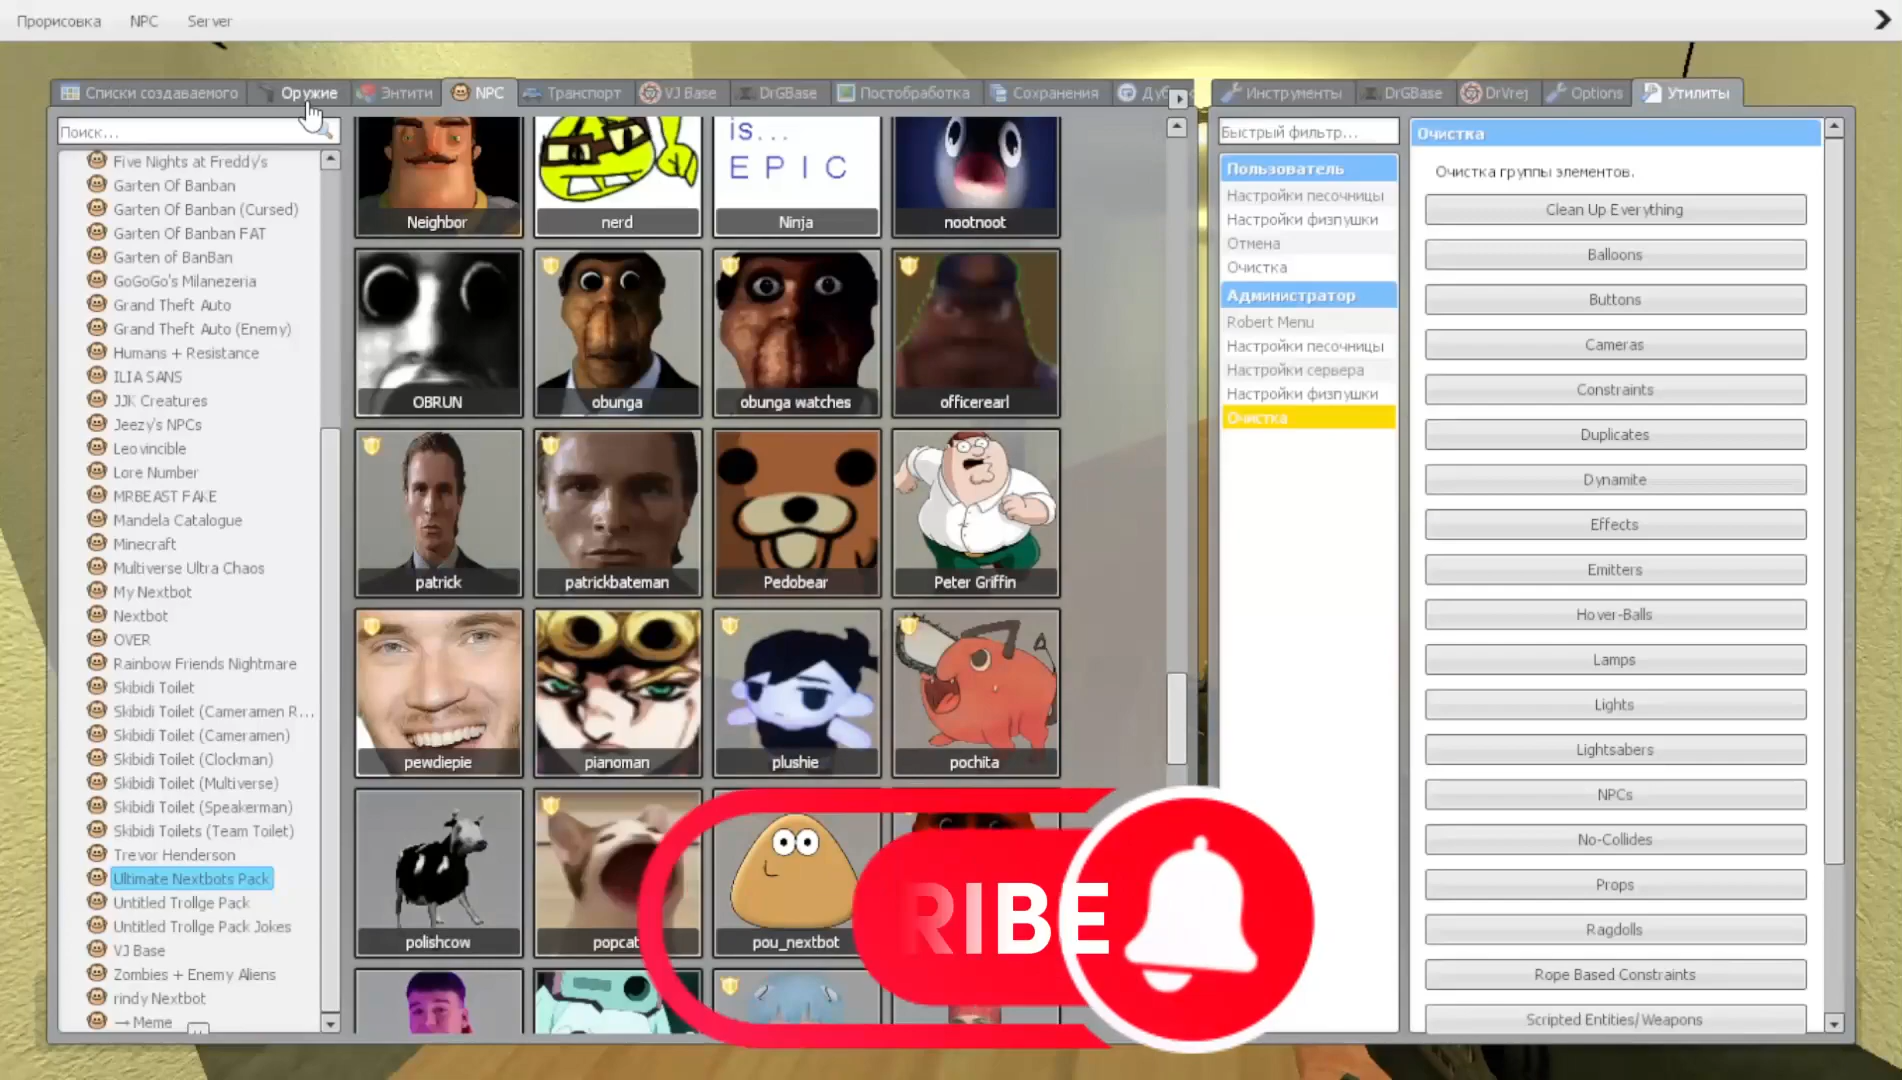 Прорисовка NPC Server
Списки создаваемого Оружие Энтити NPC Транспорт VJ Base DrGBase Постобработка Сохранения
Инструменты DrGBase DrVrej Options Утилиты
Поиск...
Five Nights at Freddy's
Garten Of Banban
Garten Of Banban (Cursed)
Garten Of Banban FAT
Garten of BanBan
GoGoGo's Milanezeria
Grand Theft Auto
Grand Theft Auto (Enemy)
Humans + Resistance
ILIA SANS
JJK Creatures
Jeezy's NPCs
Leovincible
Lore Number
MRBEAST FAKE
Mandela Catalogue
Minecraft
Multiverse Ultra Chaos
My Nextbot
Nextbot
OVER
Rainbow Friends Nightmare
Skibidi Toilet
Skibidi Toilet (Cameramen R...
Skibidi Toilet (Cameramen)
Skibidi Toilet (Clockman)
Skibidi Toilet (Multiverse)
Skibidi Toilet (Speakerman)
Skibidi Toilets (Team Toilet)
Trevor Henderson
Ultimate Nextbots Pack
Untitled Trollge Pack
Untitled Trollge Pack Jokes
VJ Base
Zombies + Enemy Aliens
rindy Nextbot
→Meme
is...
EPIC
Neighbor nerd Ninja nootnoot
OBRUN obunga obunga watches officerearl
patrick patrickbateman Pedobear Peter Griffin
pewdiepie pianoman plushie pochita
polishcow popcat pou_nextbot
RIBE
Быстрый фильтр...
Пользователь
Настройки песочницы
Настройки физпушки
Отмена
Очистка
Администратор
Robert Menu
Настройки песочницы
Настройки сервера
Настройки физпушки
Очистка
Очистка
Очистка группы элементов.
Clean Up Everything
Balloons
Buttons
Cameras
Constraints
Duplicates
Dynamite
Effects
Emitters
Hover-Balls
Lamps
Lights
Lightsabers
NPCs
No-Collides
Props
Ragdolls
Rope Based Constraints
Scripted Entities/Weapons